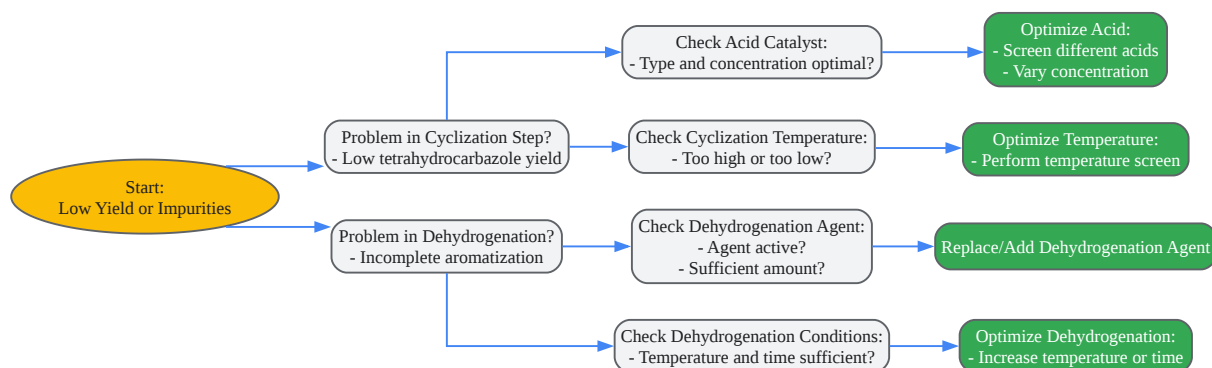 Start:
Low Yield or Impurities
Problem in Cyclization Step?
- Low tetrahydrocarbazole yield
Check Acid Catalyst:
- Type and concentration optimal?
Optimize Acid:
- Screen different acids
- Vary concentration
Check Cyclization Temperature:
- Too high or too low?
Optimize Temperature:
- Perform temperature screen
Problem in Dehydrogenation?
- Incomplete aromatization
Check Dehydrogenation Agent:
- Agent active?
- Sufficient amount?
Replace/Add Dehydrogenation Agent
Check Dehydrogenation Conditions:
- Temperature and time sufficient?
Optimize Dehydrogenation:
- Increase temperature or time